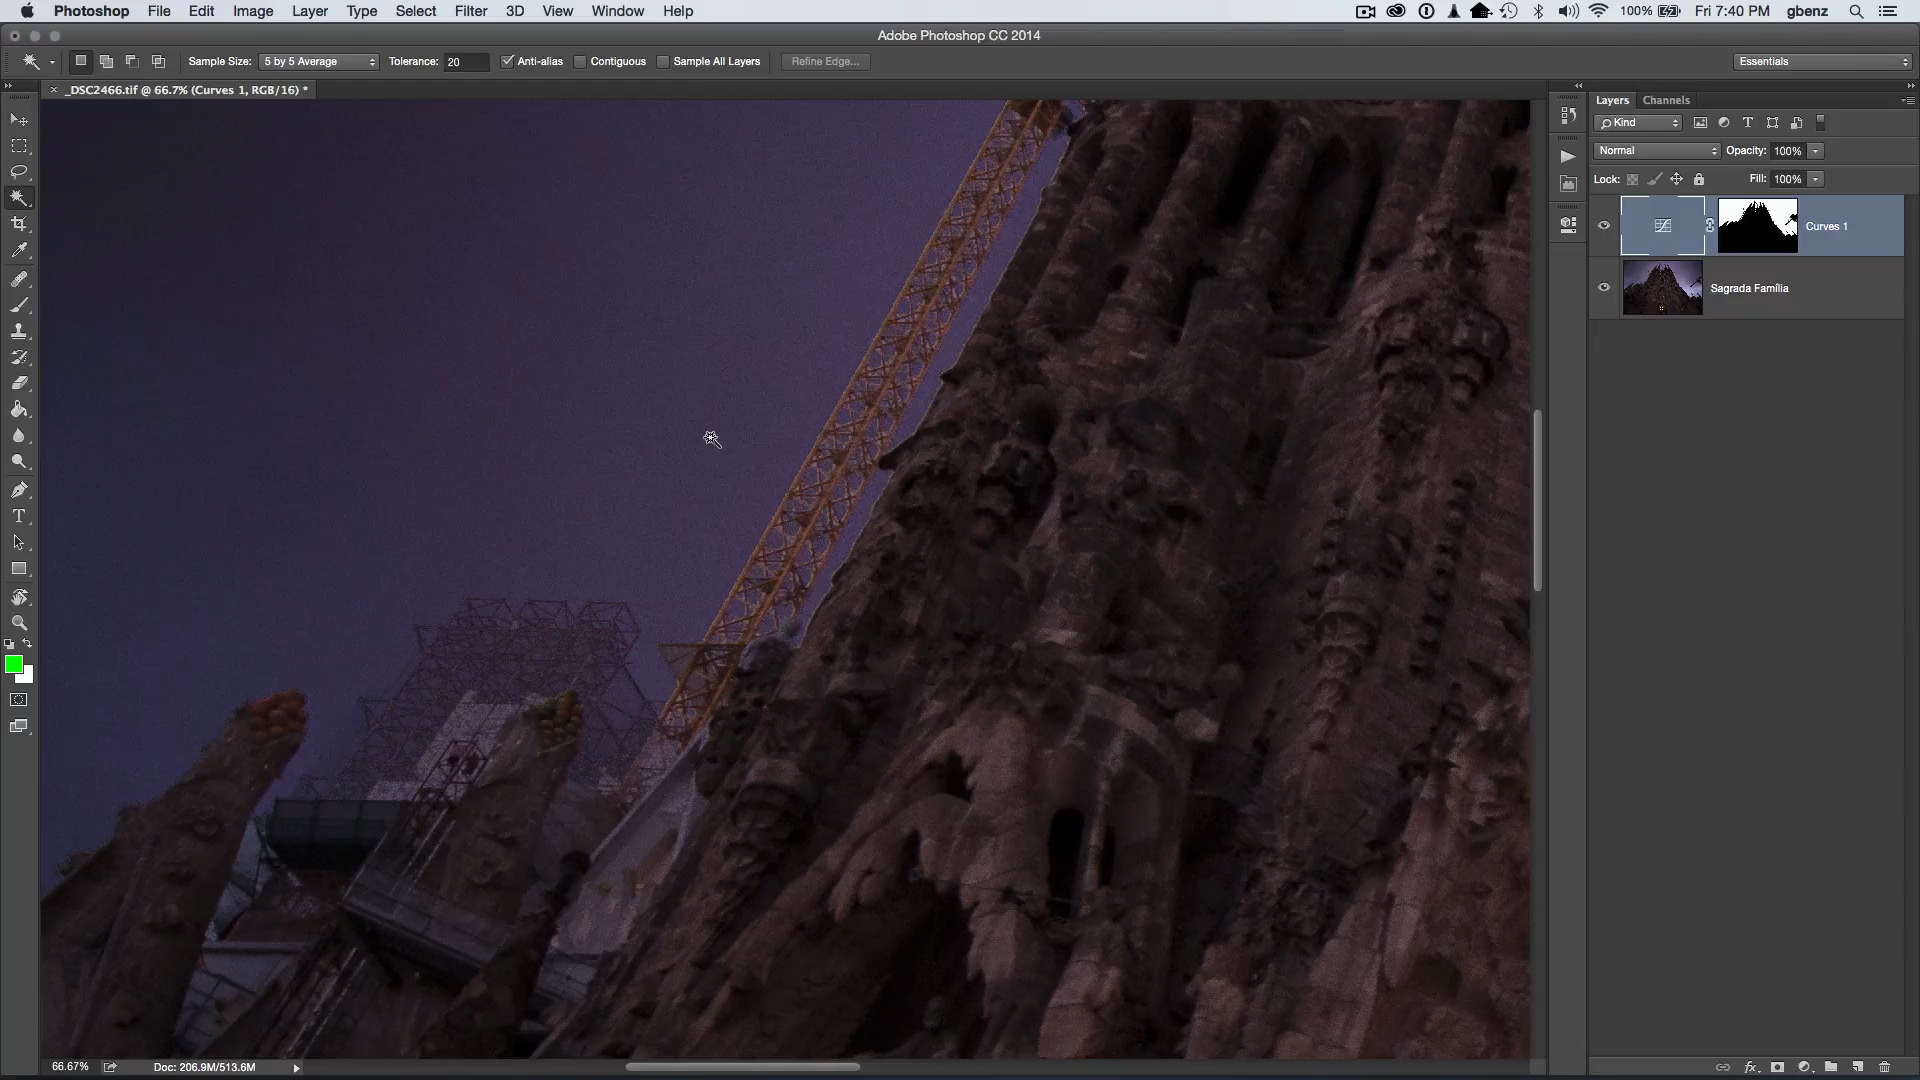 Photoshop File Edit Image Layer Type Select Filter 3D View Window Help 100% Fri 7:40 PM gbenz
Adobe Photoshop CC 2014
Sample Size: 5 by 5 Average Tolerance: 20 Anti-alias Contiguous Sample All Layers Refine Edge... Essentials
_DSC2466.tif @ 66.7% (Curves 1, RGB/16) *
Layers Channels
Kind
Normal Opacity: 100%
Lock: Fill: 100%
Curves 1
Sagrada Família
66.67% Doc: 206.9M/513.6M